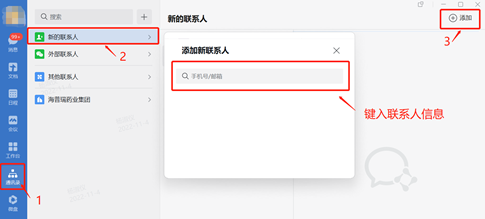 搜索
新的联系人
添加
99+
消息
新的联系人
2
3
外部联系人
添加新联系人
文档
手机号/邮箱
其他联系人
日程
海普瑞药业集团
键入联系人信息
会议
工作台
通讯录
1